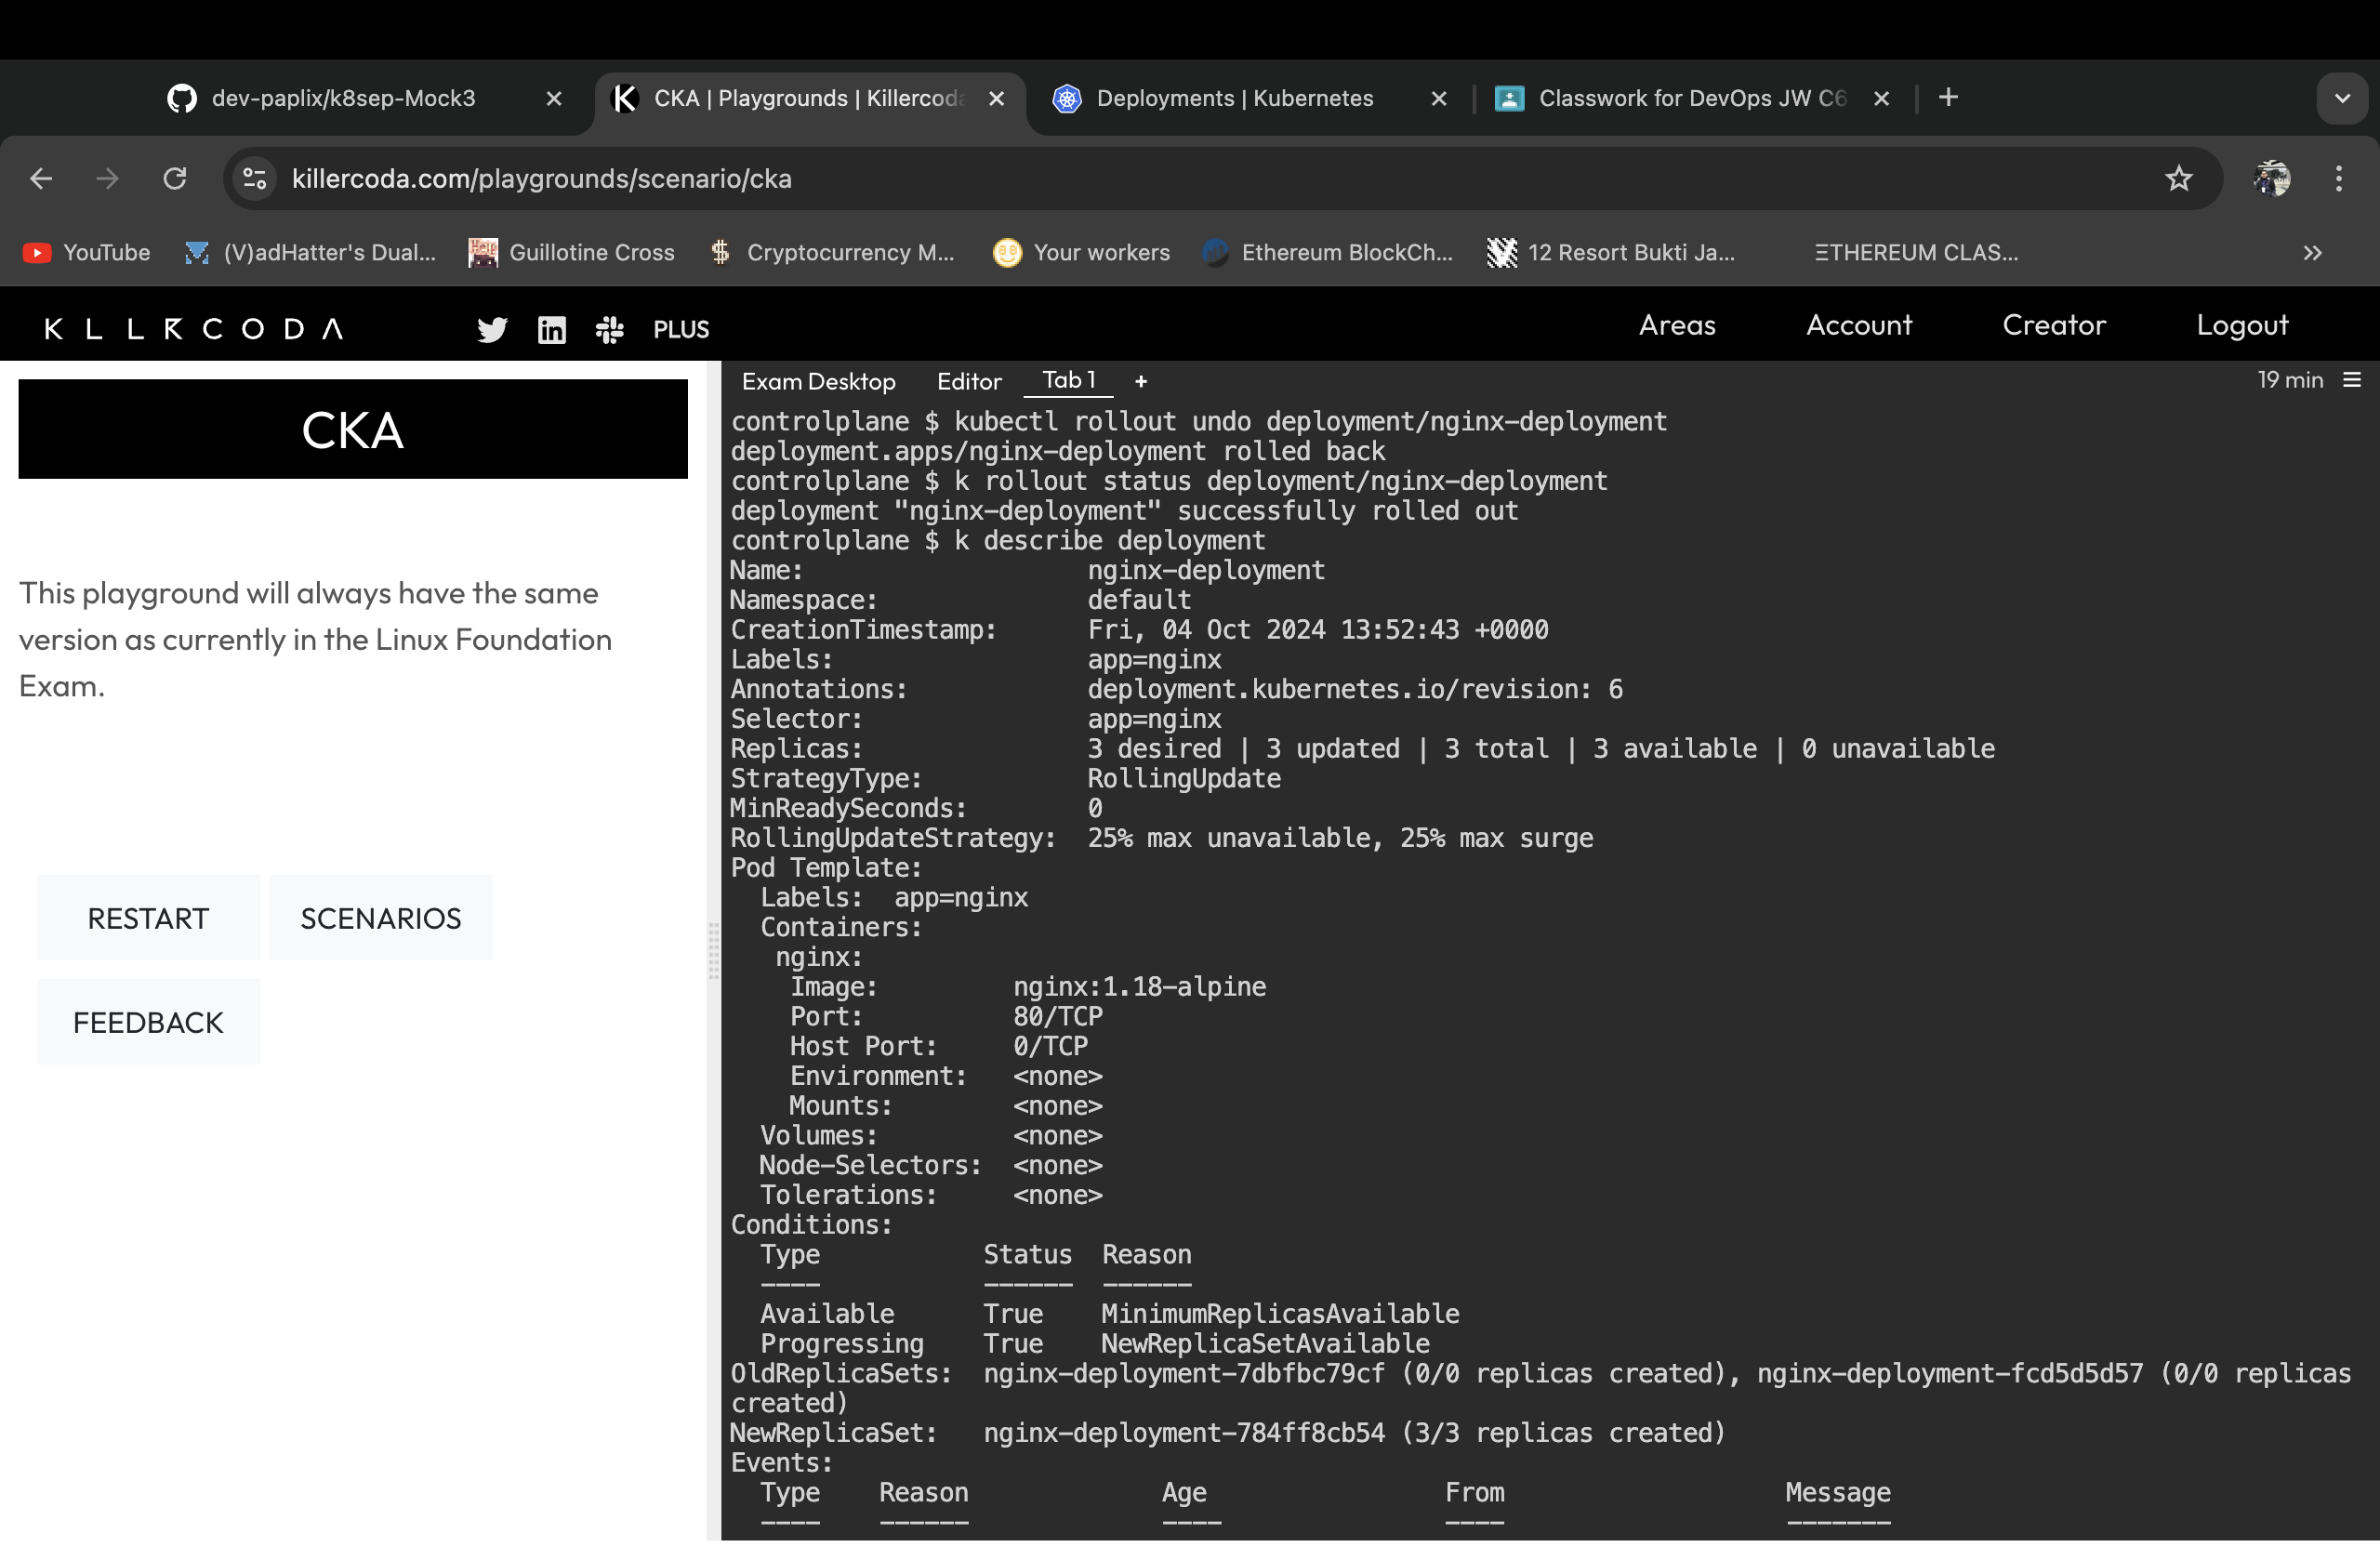 dev-paplix/k8sep-Mock3
CKA | Playgrounds | Killercoda
Deployments | Kubernetes
Classwork for DevOps JW C6
killercoda.com/playgrounds/scenario/cka
YouTube
(V)adHatter's Dual...
Guillotine Cross
Cryptocurrency M...
Your workers
Ethereum BlockCh...
12 Resort Bukti Ja...
ΞTHEREUM CLAS...
KLLRCODA
PLUS
Areas
Account
Creator
Logout
CKA
This playground will always have the same
version as currently in the Linux Foundation
Exam.
RESTART
SCENARIOS
FEEDBACK
Exam Desktop
Editor
Tab 1
+
19 min
controlplane $ kubectl rollout undo deployment/nginx-deployment
deployment.apps/nginx-deployment rolled back
controlplane $ k rollout status deployment/nginx-deployment
deployment "nginx-deployment" successfully rolled out
controlplane $ k describe deployment
Name:                   nginx-deployment
Namespace:              default
CreationTimestamp:      Fri, 04 Oct 2024 13:52:43 +0000
Labels:                 app=nginx
Annotations:            deployment.kubernetes.io/revision: 6
Selector:               app=nginx
Replicas:               3 desired | 3 updated | 3 total | 3 available | 0 unavailable
StrategyType:           RollingUpdate
MinReadySeconds:        0
RollingUpdateStrategy:  25% max unavailable, 25% max surge
Pod Template:
  Labels:  app=nginx
  Containers:
   nginx:
    Image:         nginx:1.18-alpine
    Port:          80/TCP
    Host Port:     0/TCP
    Environment:   <none>
    Mounts:        <none>
  Volumes:         <none>
  Node-Selectors:  <none>
  Tolerations:     <none>
Conditions:
  Type           Status  Reason
  ----           ------  ------
  Available      True    MinimumReplicasAvailable
  Progressing    True    NewReplicaSetAvailable
OldReplicaSets:  nginx-deployment-7dbfbc79cf (0/0 replicas created), nginx-deployment-fcd5d5d57 (0/0 replicas
created)
NewReplicaSet:   nginx-deployment-784ff8cb54 (3/3 replicas created)
Events:
  Type    Reason             Age                From                   Message
  ----    ------             ----               ----                   -------